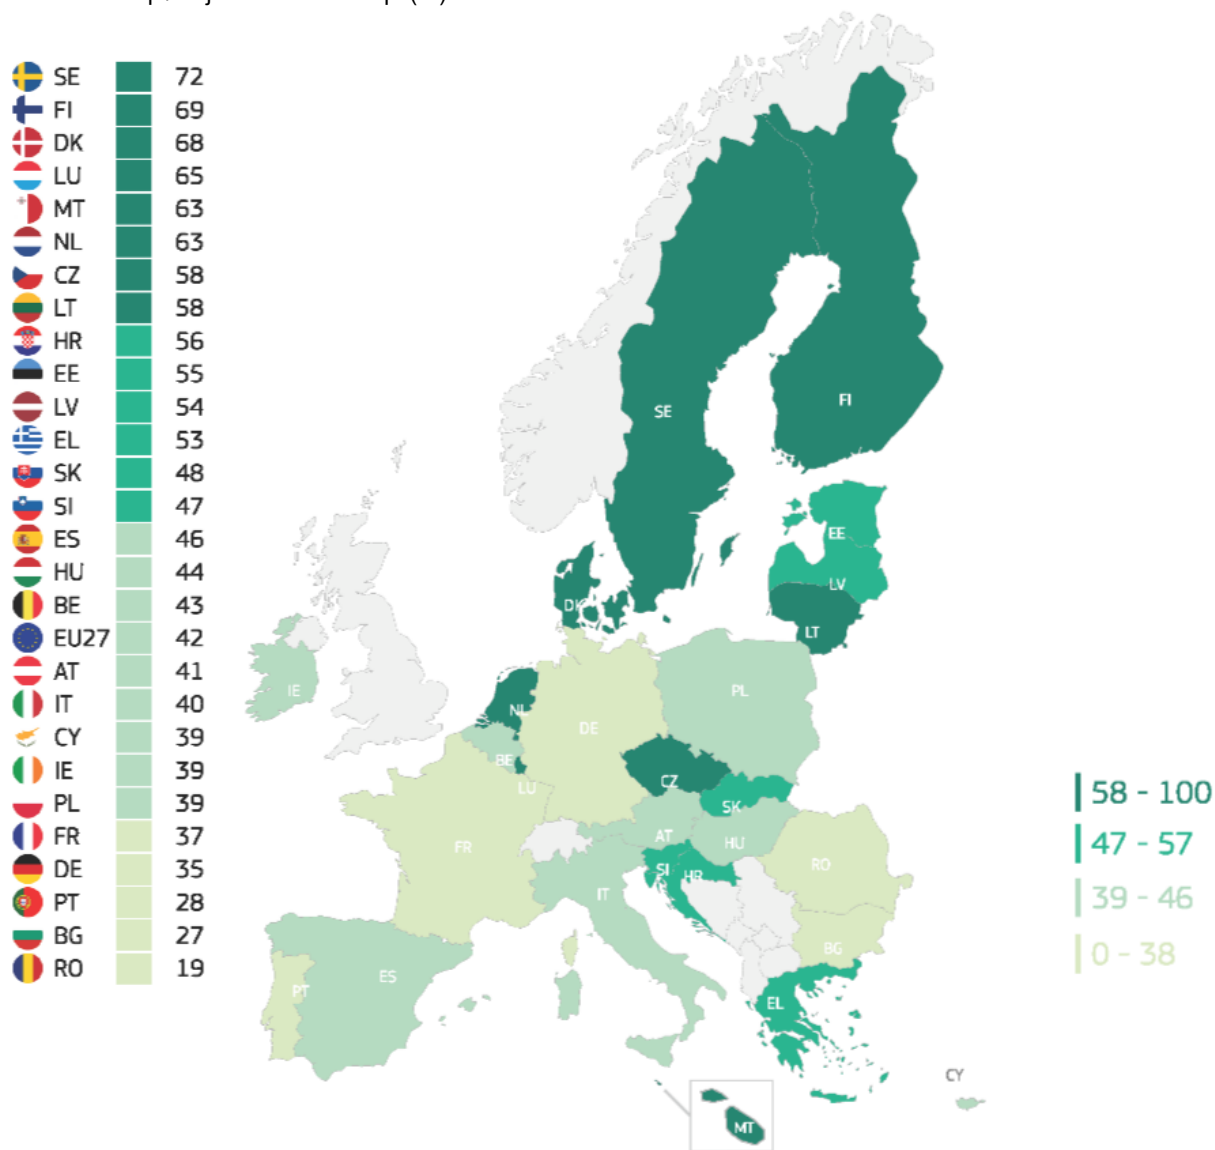 SE 72
FI 69
DK 68
LU 65
MT 63
NL 63
CZ 58
LT 58
HR 56
EE 55
LV 54
EL 53
SK 48
SI 47
ES 46
HU 44
BE 43
EU27 42
AT 41
IT 40
CY 39
IE 39
PL 39
FR 37
DE 35
PT 28
BG 27
RO 19
SE
FI
EE
LV
DK
LT
IE
PL
NL
DE
BE
CZ
LU
SK
AT
HU
FR
RO
SI
HR
IT
BG
ES
PT
EL
CY
MT
58 - 100
47 - 57
39 - 46
0 - 38